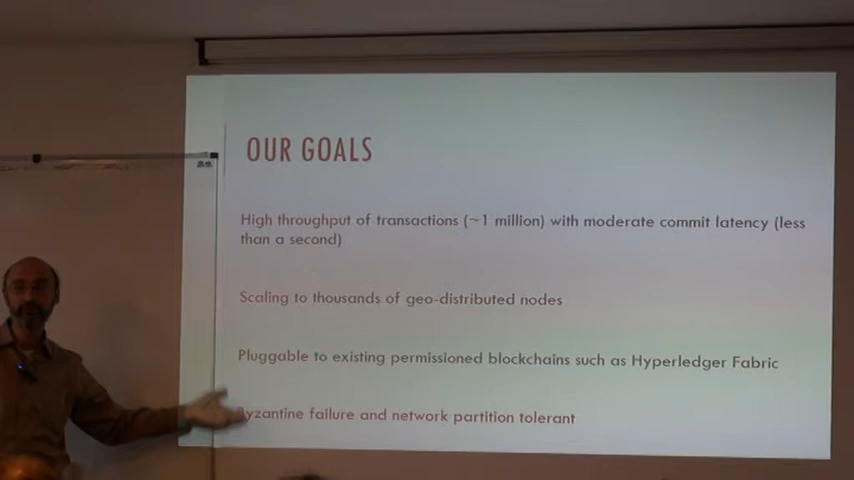 OUR GOALS
High throughput of transactions (~1 million) with moderate commit latency (less
than a second)
Scaling to thousands of geo-distributed nodes
Pluggable to existing permissioned blockchains such as Hyperledger Fabric
Byzantine failure and network partition tolerant